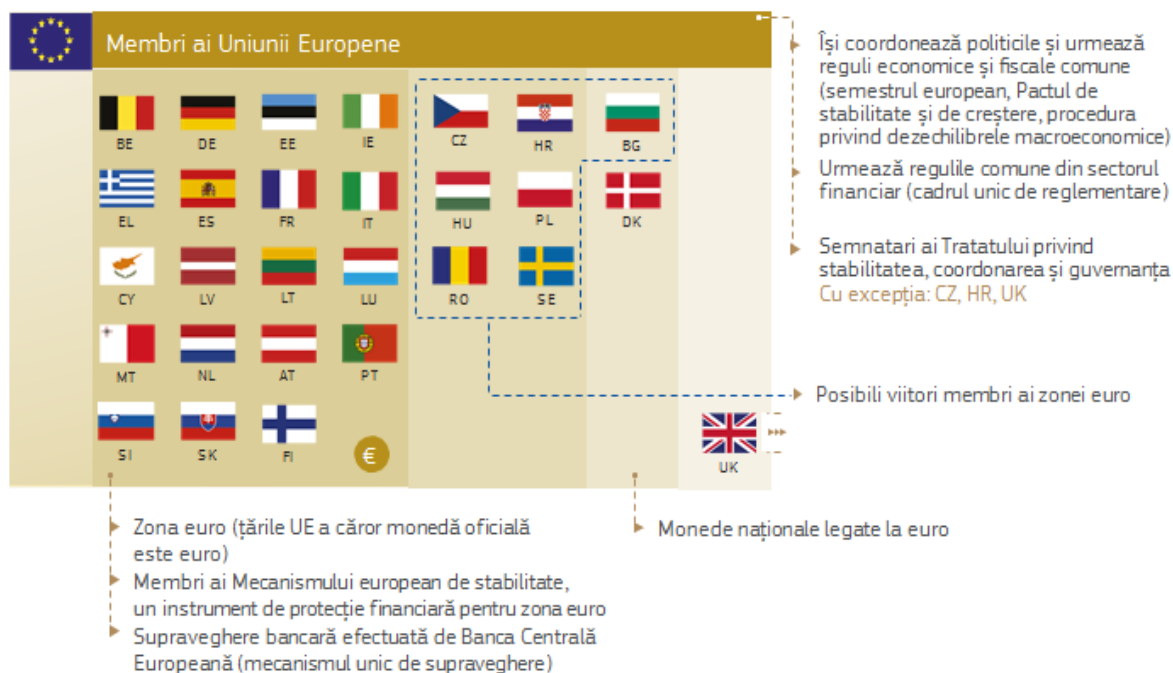 Membri ai Uniunii Europene
BE DE EE IE CZ HR BG
EL ES FR IT HU PL DK
CY LV LT LU RO SE
MT NL AT PT
SI SK FI € UK
Își coordonează politicile și urmează
reguli economice și fiscale comune
(semestrul european, Pactul de
stabilitate și de creștere, procedura
privind dezechilibrele macroeconomice)
Urmează regulile comune din sectorul
financiar (cadrul unic de reglementare)
Semnatari ai Tratatului privind
stabilitatea, coordonarea și guvernanța
Cu excepția: CZ, HR, UK
Posibili viitori membri ai zonei euro
Zona euro (țările UE a căror monedă oficială
este euro)
Membri ai Mecanismului european de stabilitate,
un instrument de protecție financiară pentru zona euro
Supraveghere bancară efectuată de Banca Centrală
Europeană (mecanismul unic de supraveghere)
Monede naționale legate la euro